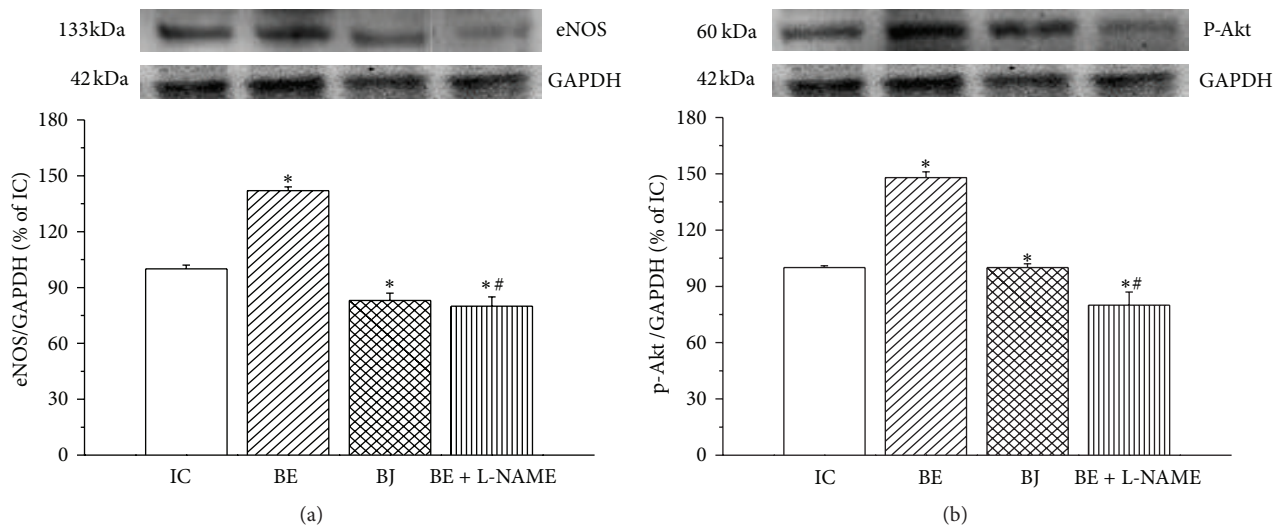 133kDa
eNOS
42 kDa
GAPDH
180
150
120
90
60
30
0
eNOS/GAPDH (% of IC)
*
*
*#
IC BE BJ BE + L-NAME
(a)
60 kDa
P-Akt
42 kDa
GAPDH
180
150
120
90
60
30
0
p-Akt/GAPDH (% of IC)
*
*
*#
IC BE BJ BE + L-NAME
(b)